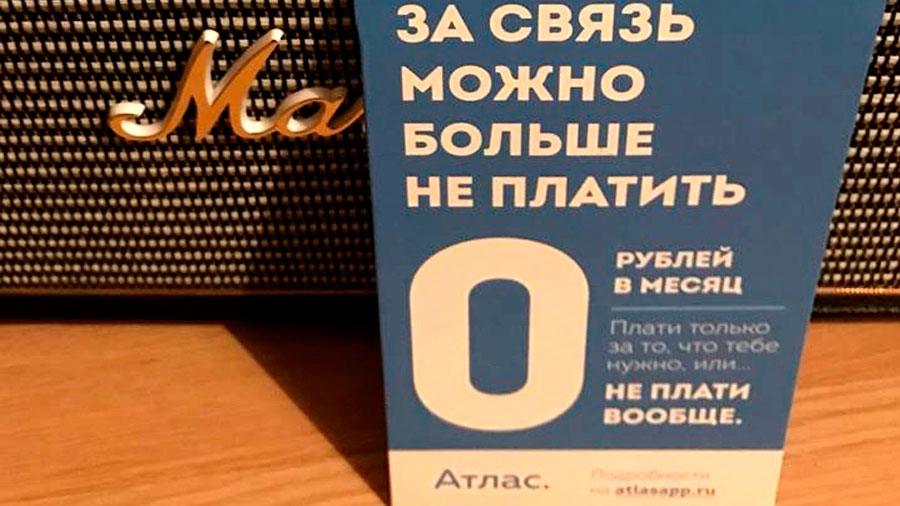 Ma
ЗА СВЯЗЬ
МОЖНО
БОЛЬШЕ
НЕ ПЛАТИТЬ
0
РУБЛЕЙ
В МЕСЯЦ
Плати только
за то, что тебе
нужно, или...
НЕ ПЛАТИ
ВООБЩЕ.
Атлас.
Подробности
на atlasapp.ru